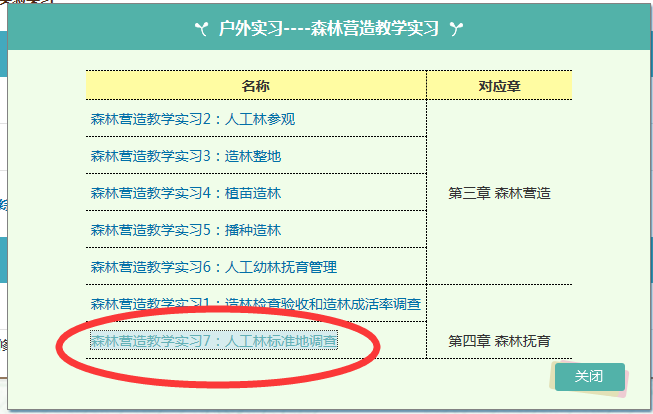 户外实习----森林营造教学实习
名称 对应章
森林营造教学实习2：人工林参观
森林营造教学实习3：造林整地
森林营造教学实习4：植苗造林
第三章 森林营造
森林营造教学实习5：播种造林
森林营造教学实习6：人工幼林抚育管理
森林营造教学实习1：造林检查验收和造林成活率调查
森林营造教学实习7：人工林标准地调查
第四章 森林抚育
关闭